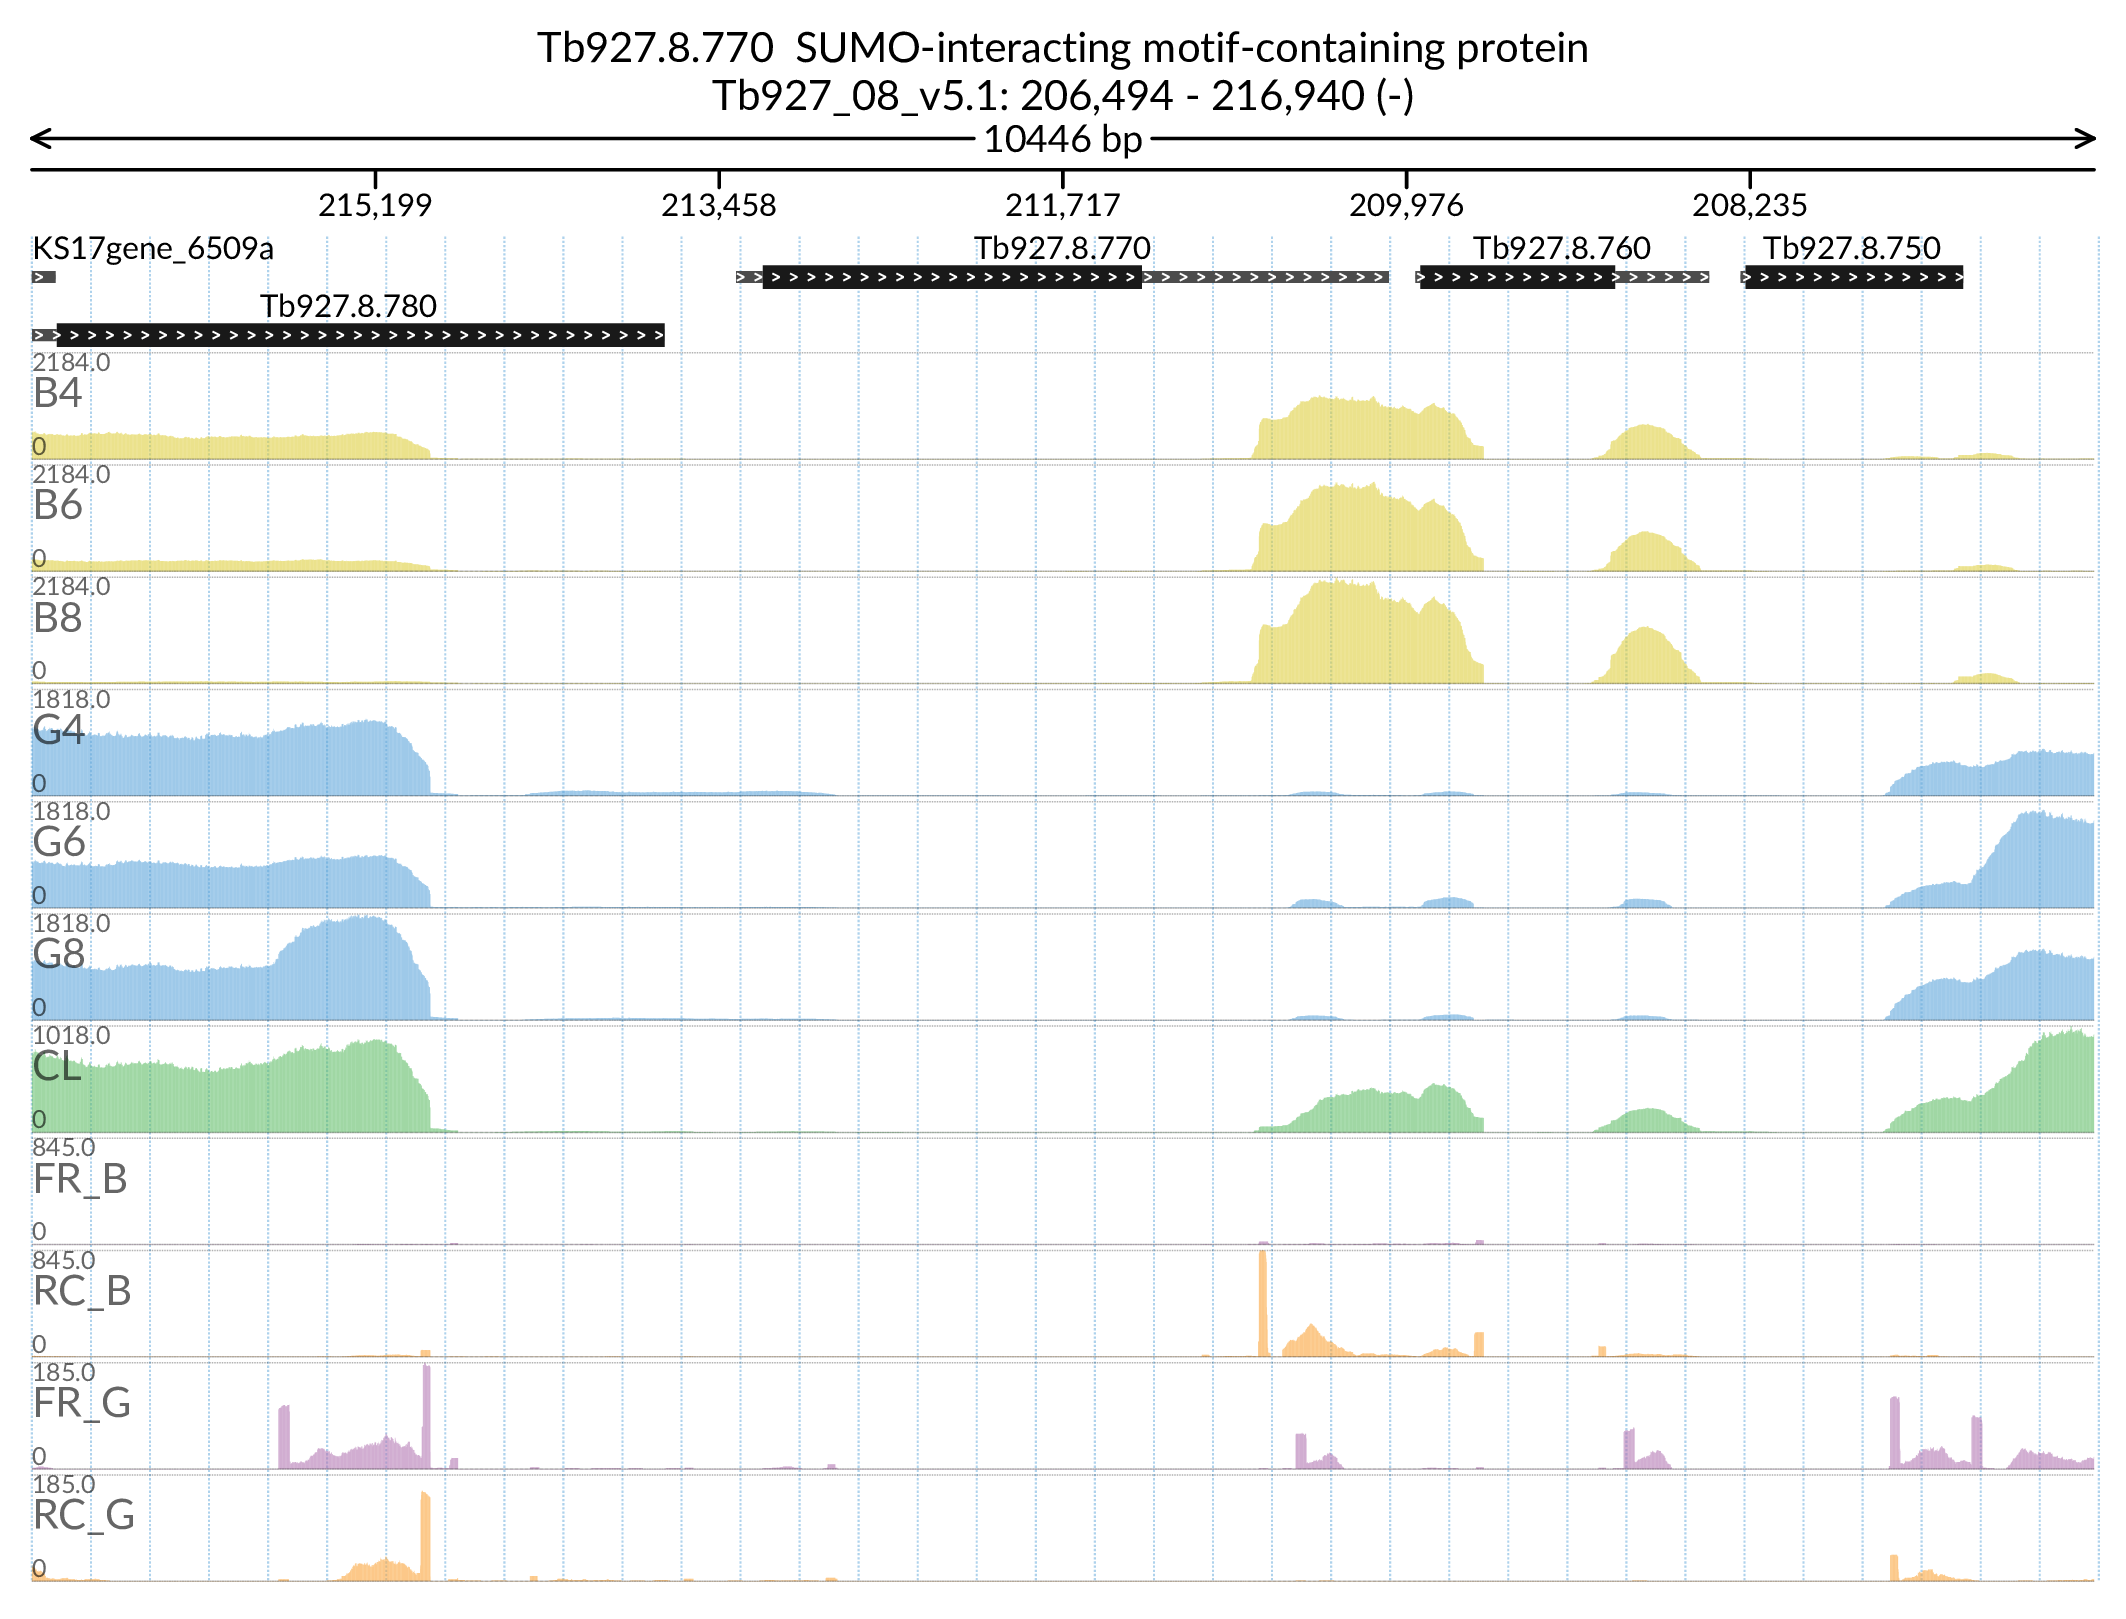 Tb927.8.770  SUMO-interacting motif-containing protein
Tb927_08_v5.1: 206,494 - 216,940 (-)
10446 bp
215,199 213,458 211,717 209,976 208,235
KS17gene_6509a Tb927.8.770 Tb927.8.760 Tb927.8.750
Tb927.8.780
2184.0
B4
0
2184.0
B6
0
2184.0
B8
0
1818.0
G4
0
1818.0
G6
0
1818.0
G8
0
1018.0
CL
0
845.0
FR_B
0
845.0
RC_B
0
185.0
FR_G
0
185.0
RC_G
0